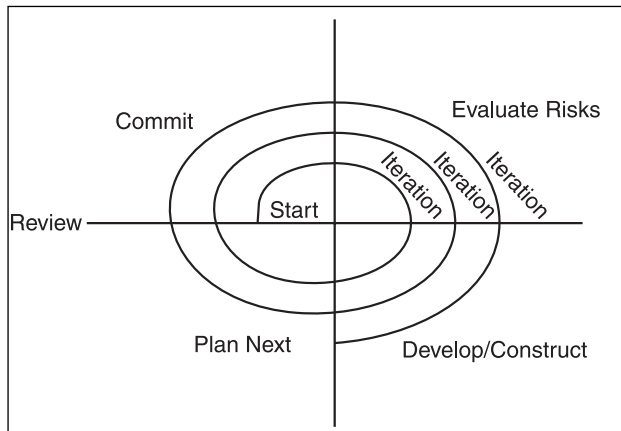 Commit
Evaluate Risks
Iteration
Iteration
Iteration
Start
Review
Plan Next
Develop/Construct